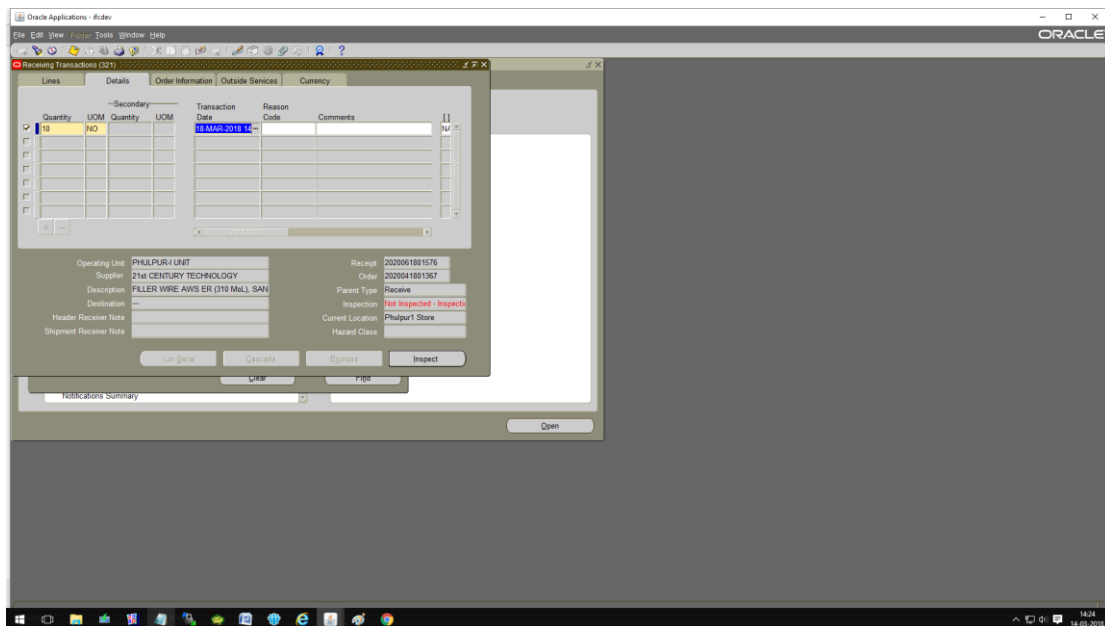 Oracle Applications - ifcdev
File Edit View Folder Tools Window Help
ORACLE
Receiving Transactions (321)
Lines Details Order Information Outside Services Currency
Secondary
Transaction Reason
Quantity UOM Quantity UOM Date Code Comments [ ]
10 NO 18-MAR-2018 14 NA
Operating Unit PHULPUR-I UNIT Receipt 2020061801576
Supplier 21st CENTURY TECHNOLOGY Order 2020041801367
Description FILLER WIRE AWS ER (310 MoL), SAN Parent Type Receive
Destination --- Inspection Not Inspected - Inspecti
Header Receiver Note Current Location Phulpur1 Store
Shipment Receiver Note Hazard Class
Lot-Serial Cascade Express Inspect
Clear Find
Notifications Summary
Open
14:24
14-03-2018